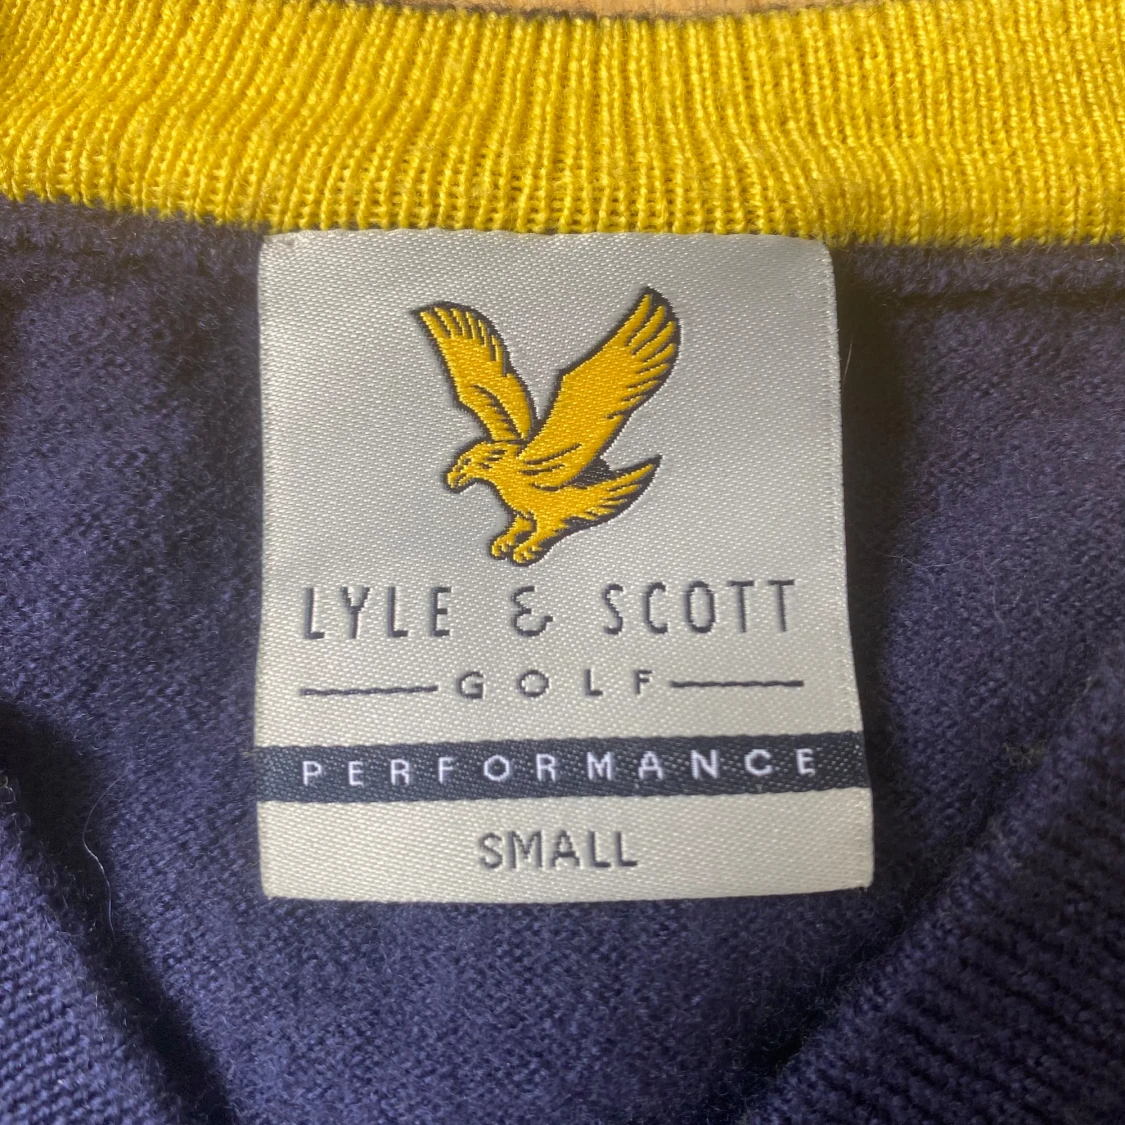 LYLE & SCOTT
GOLF
PERFORMANCE
SMALL